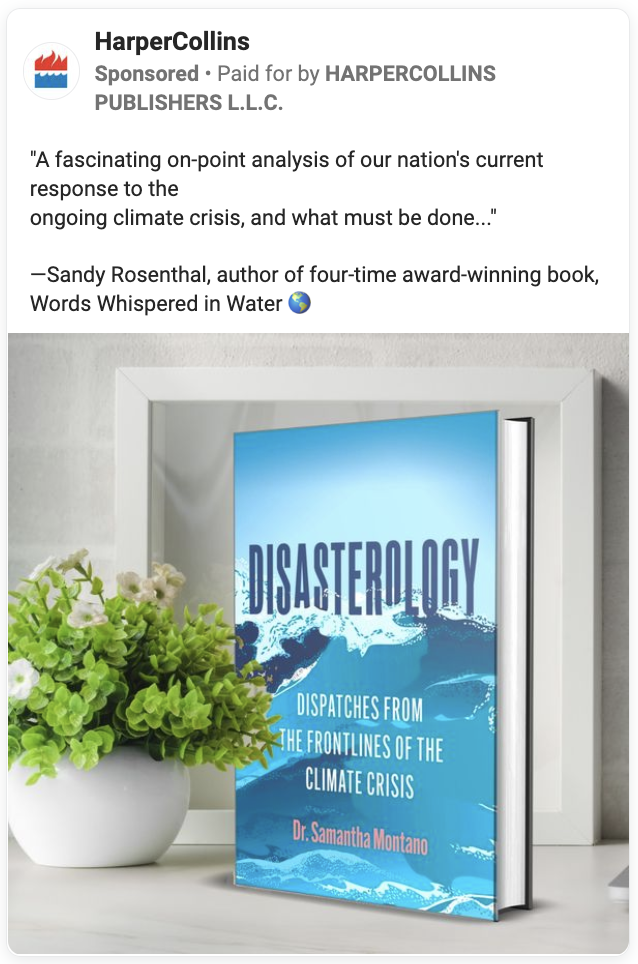 HarperCollins
Sponsored • Paid for by HARPERCOLLINS
PUBLISHERS L.L.C.
"A fascinating on-point analysis of our nation's current
response to the
ongoing climate crisis, and what must be done..."
—Sandy Rosenthal, author of four-time award-winning book,
Words Whispered in Water 🌎
DISASTEROLOGY
DISPATCHES FROM
THE FRONTLINES OF THE
CLIMATE CRISIS
Dr. Samantha Montano